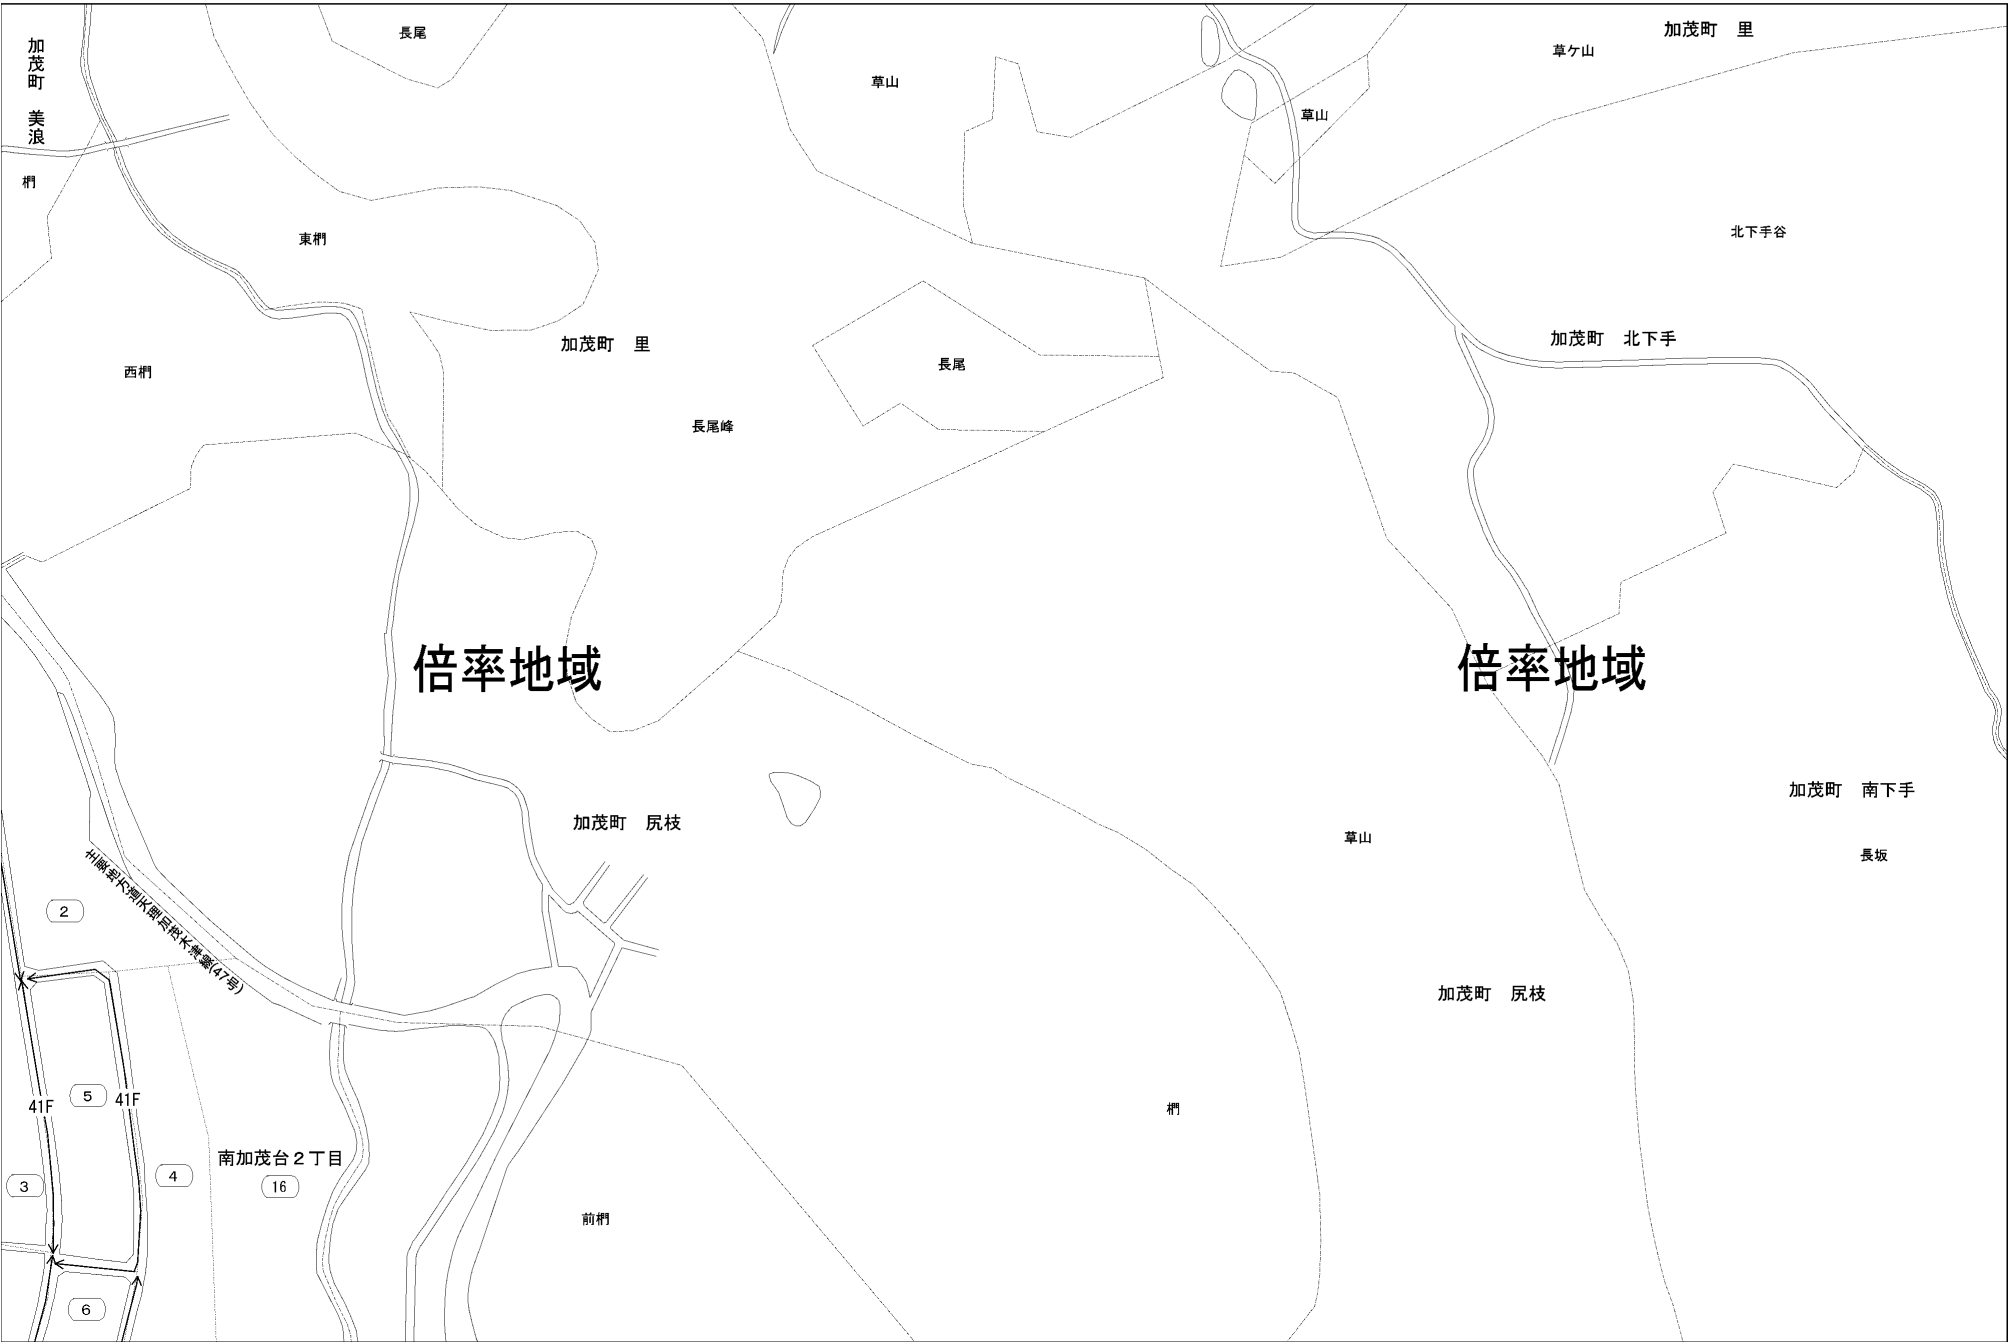 加茂町 美浪
長尾
草山
草ケ山
加茂町 里
草山
椚
東椚
北下手谷
加茂町 里
加茂町 北下手
西椚
長尾
長尾峰
倍率地域
倍率地域
加茂町 尻枝
加茂町 南下手
草山
長坂
主要地方道天理加茂木津線(47号)
2
加茂町 尻枝
5
41F
41F
椚
南加茂台2丁目
4
3
16
前椚
6